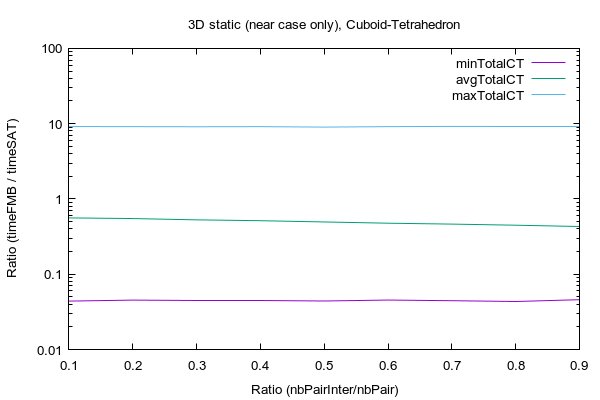 3D static (near case only), Cuboid-Tetrahedron
100
10
1
0.1
0.01
Ratio (timeFMB / timeSAT)
minTotalCT
avgTotalCT
maxTotalCT
0.1 0.2 0.3 0.4 0.5 0.6 0.7 0.8 0.9
Ratio (nbPairInter/nbPair)